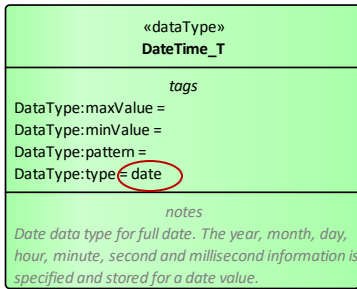 «dataType»
DateTime_T
tags
DataType:maxValue =
DataType:minValue =
DataType:pattern =
DataType:type = date
notes
Date data type for full date. The year, month, day,
hour, minute, second and millisecond information is
specified and stored for a date value.